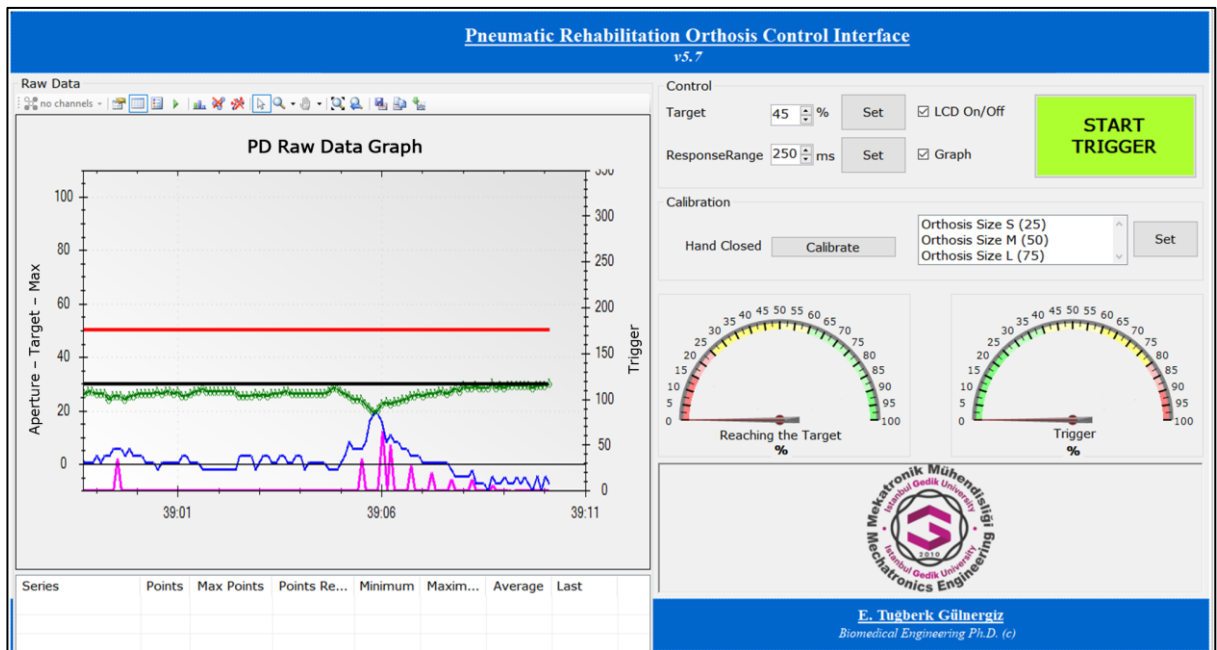 Pneumatic Rehabilitation Orthosis Control Interface
v5.7
Raw Data
no channels
PD Raw Data Graph
Aperture – Target – Max
100
80
60
40
20
0
300
250
200
150
100
50
0
Trigger
39:01 39:06 39:11
Series Points Max Points Points Re... Minimum Maxim... Average Last
Control
Target 45 % Set LCD On/Off
ResponseRange 250 ms Set Graph
START
TRIGGER
Calibration
Hand Closed Calibrate
Orthosis Size S (25)
Orthosis Size M (50)
Orthosis Size L (75)
Set
0 5 10 15 20 25 30 35 40 45 50 55 60 65 70 75 80 85 90 95 100
Reaching the Target
%
0 5 10 15 20 25 30 35 40 45 50 55 60 65 70 75 80 85 90 95 100
Trigger
%
Mekatronik Mühendisliği
Istanbul Gedik University
2010
Istanbul Gedik University
Mechatronics Engineering
E. Tuğberk Gülnergiz
Biomedical Engineering Ph.D. (c)